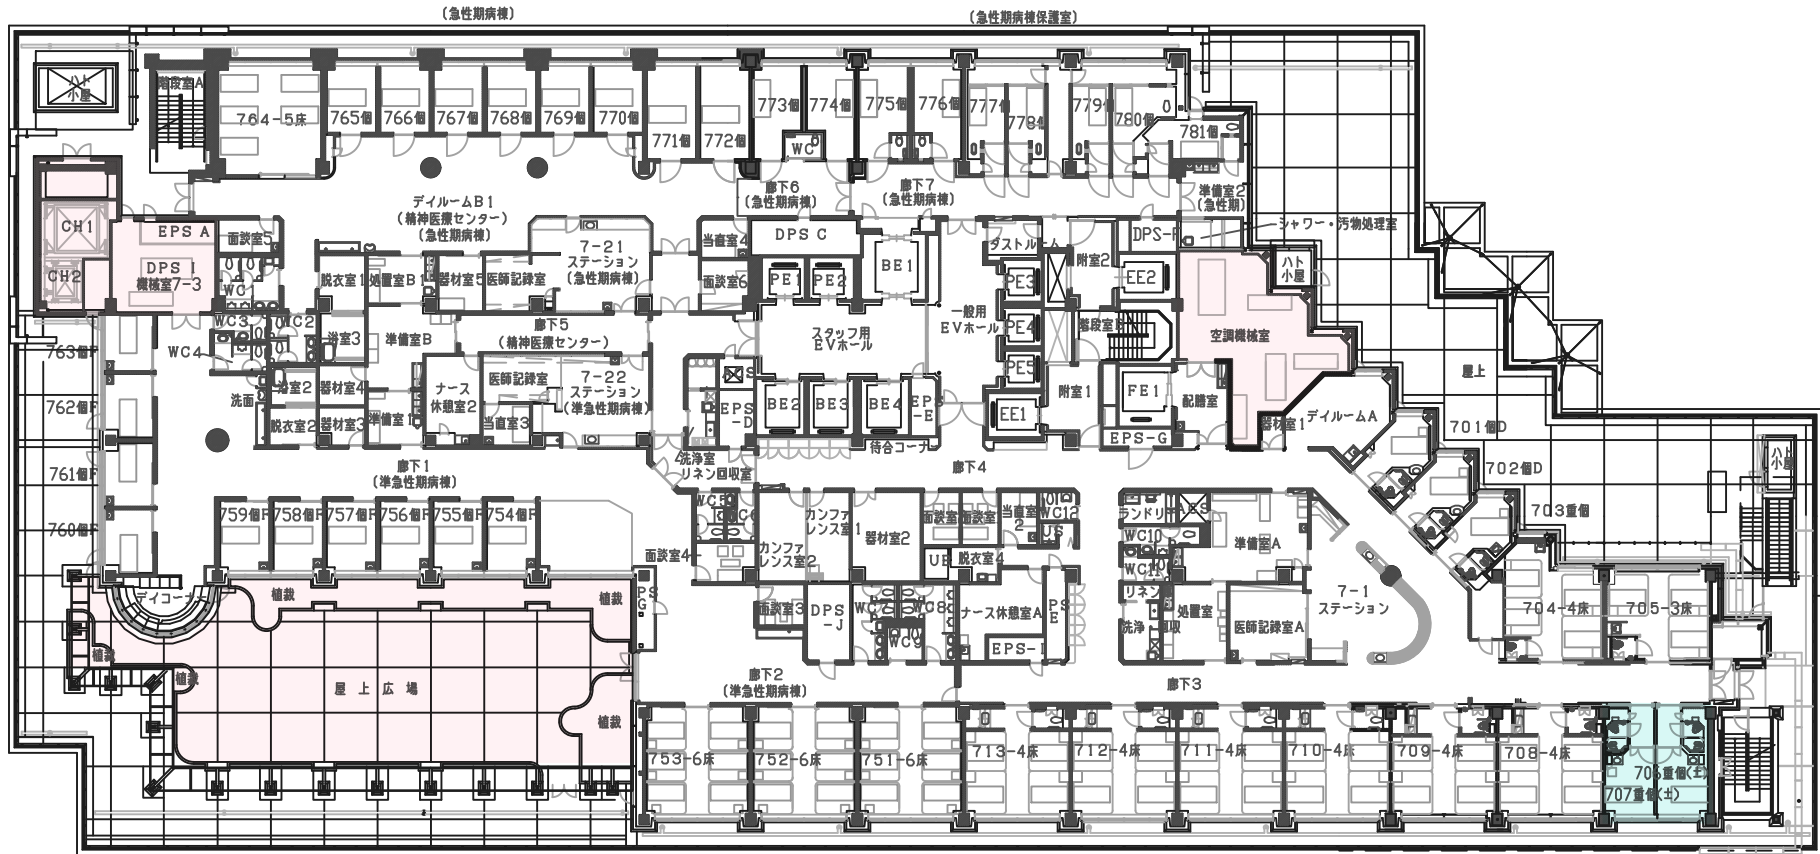 (急性期病棟)
(急性期病棟保護室)
ハト
小屋
階段室A
764-5床
765個
766個
767個
768個
769個
770個
771個
772個
773個
774個
775個
776個
777個
778個
779個
780個
781個
WC
デイルームB1
(精神医療センター)
(急性期病棟)
廊下6
(急性期病棟)
廊下7
(急性期病棟)
準備室2
(急性期)
シャワー・汚物処理室
CH1
CH2
EPS A
DPS I
機械室7-3
面談室5
WC
脱衣室1
処置室B1
器材室5
医師記録室
7-21
ステーション
(急性期病棟)
当直室4
面談室6
DPS C
PE1
PE2
BE1
ダストルーム
附室2
EE2
ハト
小屋
PE3
PE4
PE5
一般用
EVホール
スタッフ用
EVホール
空調機械室
屋上
763個F
762個F
761個F
760個F
WC3
WC2
WC4
浴室3
準備室B
廊下5
(精神医療センター)
浴室2
器材室4
洗面
脱衣室2
器材室3
準備室1
ナース
休憩室2
医師記録室
当直室3
7-22
ステーション
(準急性期病棟)
EPS
-D
BE2
BE3
BE4
EPS
-E
EE1
附室1
FE1
EPS-G
配膳室
器材室1
デイルームA
待合コーナー
701個D
702個D
703重個
ハト
小屋
廊下1
(準急性期病棟)
洗浄室
リネン回収室
廊下4
759個F
758個F
757個F
756個F
755個F
754個F
面談室4
WC5
カンファ
レンス室1
カンファ
レンス室2
器材室2
面談室
面談室
当直室
2
WC12
UB
脱衣室4
ランドリー
WC10
WC11
リネン
準備室A
7-1
ステーション
704-4床
705-3床
デイコーナー
植裁
植裁
植裁
植裁
植裁
屋上広場
PS
G
面談室3
DPS
-J
WC7
WC8
WC9
ナース休憩室A
EPS-I
PS
E
洗浄
回収
処置室
医師記録室A
廊下2
(準急性期病棟)
廊下3
753-6床
752-6床
751-6床
713-4床
712-4床
711-4床
710-4床
709-4床
708-4床
706重個(士)
707重個(士)